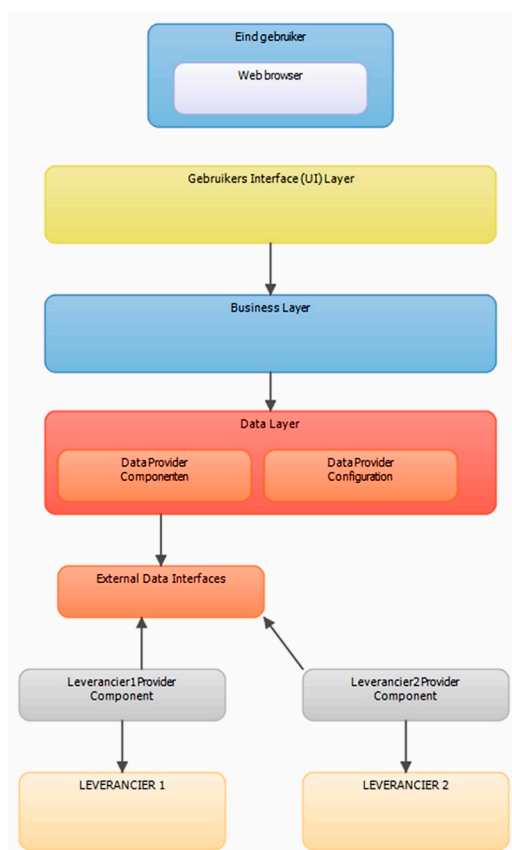 Eind gebruiker
Web browser
Gebruikers Interface (UI) Layer
Business Layer
Data Layer
Data Provider
Componenten
Data Provider
Configuration
External Data Interfaces
Leverancier1 Provider
Component
Leverancier2 Provider
Component
LEVERANCIER 1
LEVERANCIER 2